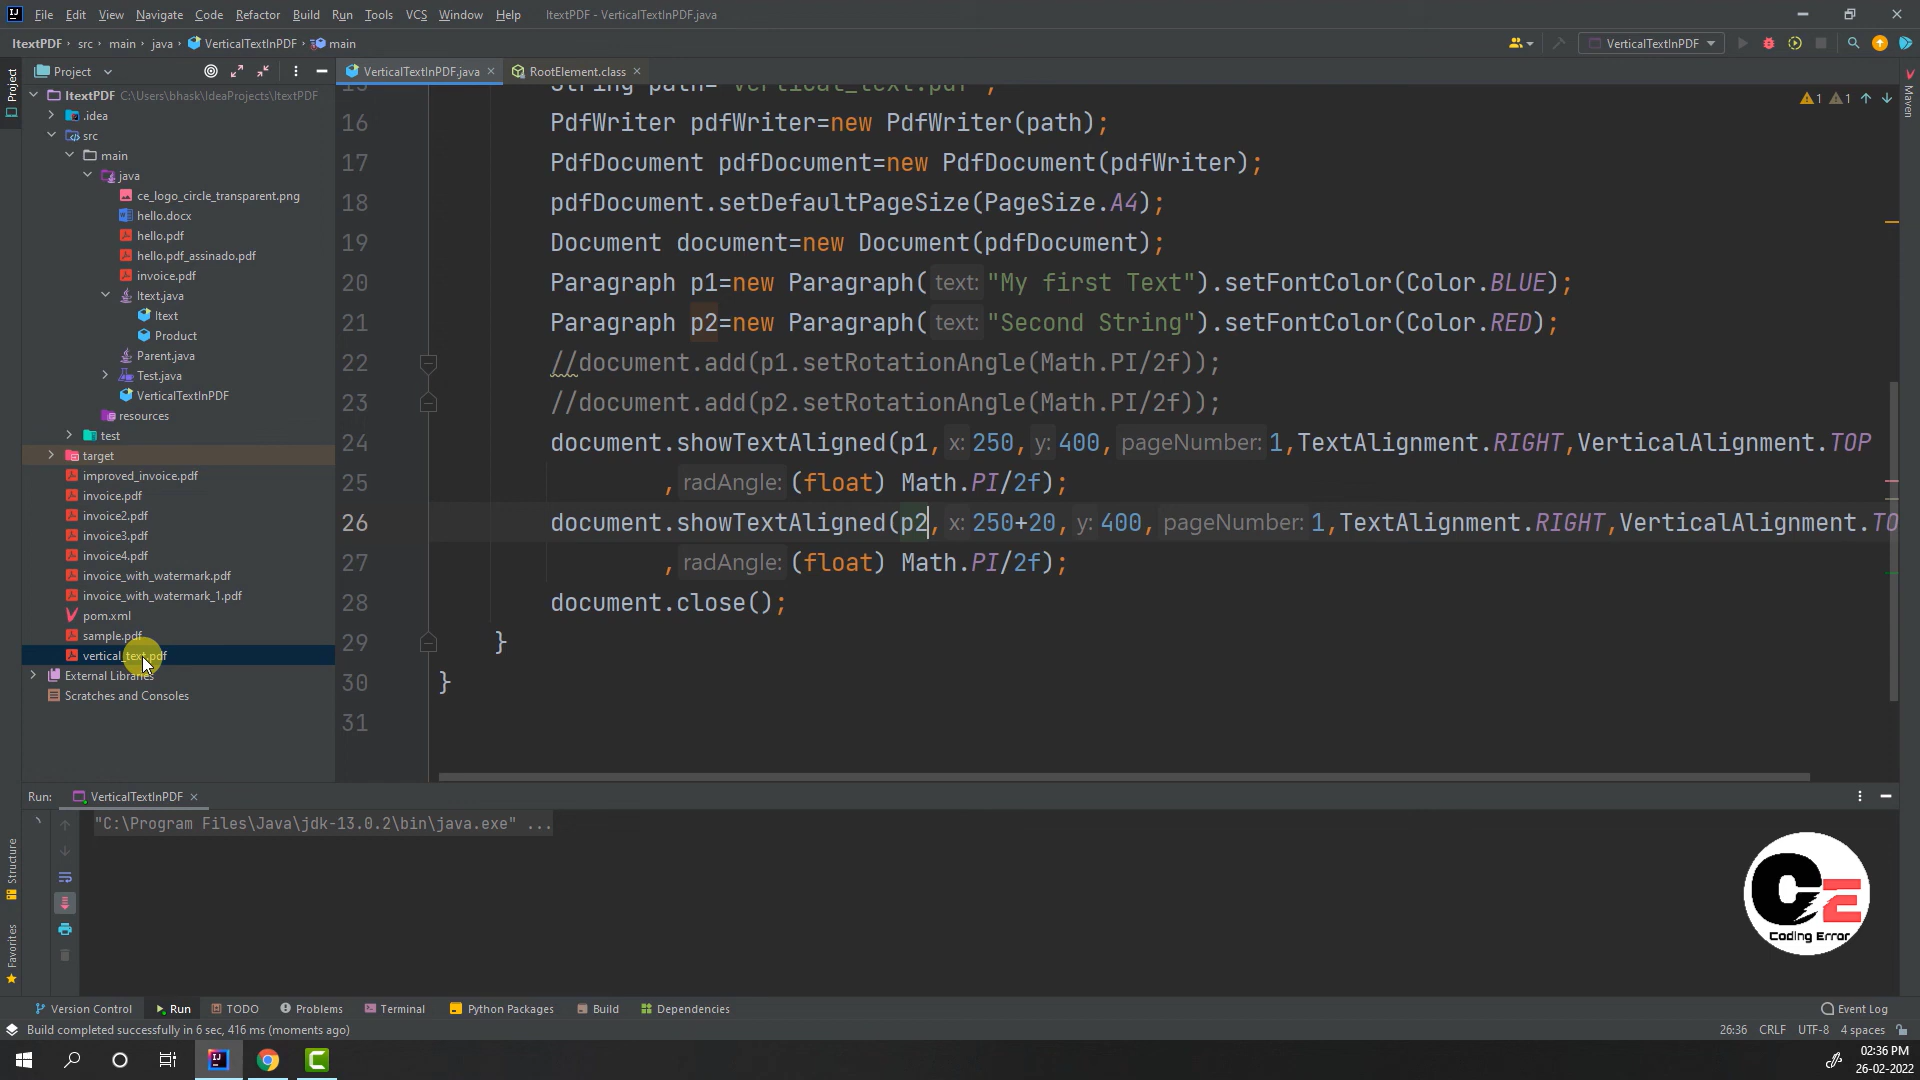 File Edit View Navigate Code Refactor Build Run Tools VCS Window Help ItextPDF - VerticalTextInPDF.java
ItextPDF src main java VerticalTextInPDF main
VerticalTextInPDF
Project
VerticalTextInPDF.java
RootElement.class
Project
Maven
ItextPDF C:\Users\bhask\IdeaProjects\ItextPDF
.idea
src
main
java
ce_logo_circle_transparent.png
hello.docx
hello.pdf
hello.pdf_assinado.pdf
invoice.pdf
Itext.java
Itext
Product
Parent.java
Test.java
VerticalTextInPDF
resources
test
target
improved_invoice.pdf
invoice.pdf
invoice2.pdf
invoice3.pdf
invoice4.pdf
invoice_with_watermark.pdf
invoice_with_watermark_1.pdf
pom.xml
sample.pdf
vertical_text.pdf
External Libraries
Scratches and Consoles
1 1
15 String path="vertical_text.pdf";
16 PdfWriter pdfWriter=new PdfWriter(path);
17 PdfDocument pdfDocument=new PdfDocument(pdfWriter);
18 pdfDocument.setDefaultPageSize(PageSize.A4);
19 Document document=new Document(pdfDocument);
20 Paragraph p1=new Paragraph( text: "My first Text").setFontColor(Color.BLUE);
21 Paragraph p2=new Paragraph( text: "Second String").setFontColor(Color.RED);
22 //document.add(p1.setRotationAngle(Math.PI/2f));
23 //document.add(p2.setRotationAngle(Math.PI/2f));
24 document.showTextAligned(p1, x: 250, y: 400, pageNumber: 1,TextAlignment.RIGHT,VerticalAlignment.TOP
25 , radAngle: (float) Math.PI/2f);
26 document.showTextAligned(p2, x: 250+20, y: 400, pageNumber: 1,TextAlignment.RIGHT,VerticalAlignment.TO
27 , radAngle: (float) Math.PI/2f);
28 document.close();
29 }
30 }
31
Run: VerticalTextInPDF
"C:\Program Files\Java\jdk-13.0.2\bin\java.exe" ...
Structure
Favorites
CE
Coding Error
Version Control Run TODO Problems Terminal Python Packages Build Dependencies Event Log
Build completed successfully in 6 sec, 416 ms (moments ago) 26:36 CRLF UTF-8 4 spaces
02:36 PM
26-02-2022